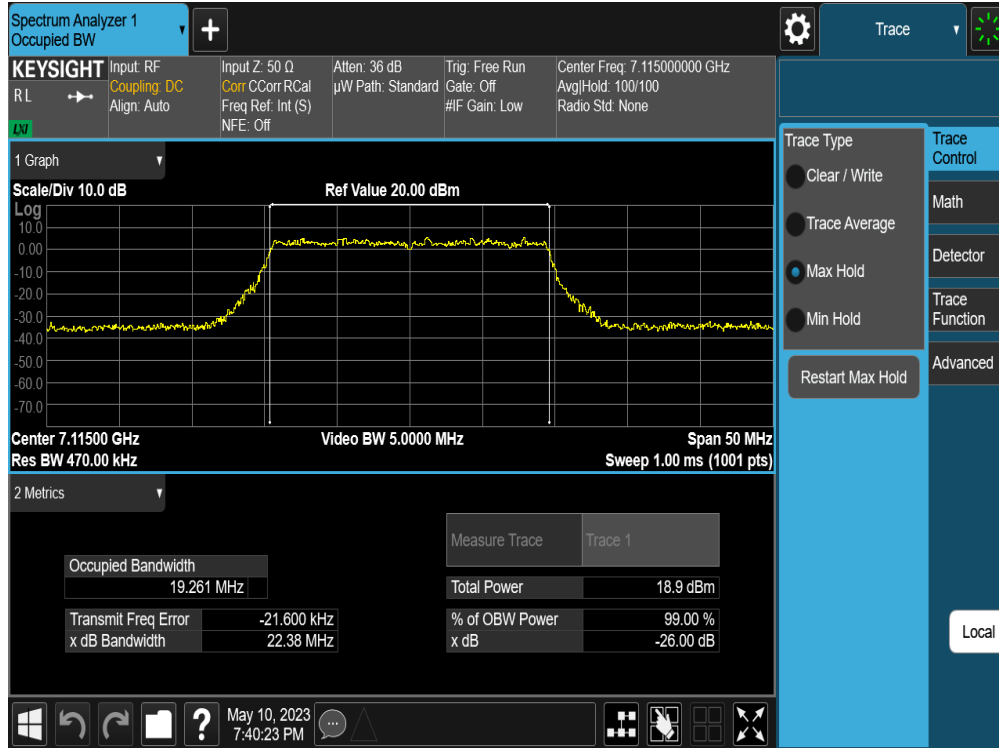 Spectrum Analyzer 1
Occupied BW
Trace
KEYSIGHT
R L
LXI
Input: RF
Coupling: DC
Align: Auto
Input Z: 50 Ω
Corr CCorr RCal
Freq Ref: Int (S)
NFE: Off
Atten: 36 dB
µW Path: Standard
Trig: Free Run
Gate: Off
#IF Gain: Low
Center Freq: 7.115000000 GHz
Avg|Hold: 100/100
Radio Std: None
1 Graph
Scale/Div 10.0 dB
Ref Value 20.00 dBm
Log
10.0
0.00
-10.0
-20.0
-30.0
-40.0
-50.0
-60.0
-70.0
Center 7.11500 GHz
Video BW 5.0000 MHz
Span 50 MHz
Res BW 470.00 kHz
Sweep 1.00 ms (1001 pts)
2 Metrics
Measure Trace
Trace 1
Occupied Bandwidth
19.261 MHz
Total Power
18.9 dBm
Transmit Freq Error
-21.600 kHz
% of OBW Power
99.00 %
x dB Bandwidth
22.38 MHz
x dB
-26.00 dB
Trace Type
Clear / Write
Trace Average
Max Hold
Min Hold
Restart Max Hold
Trace
Control
Math
Detector
Trace
Function
Advanced
Local
?
May 10, 2023
7:40:23 PM